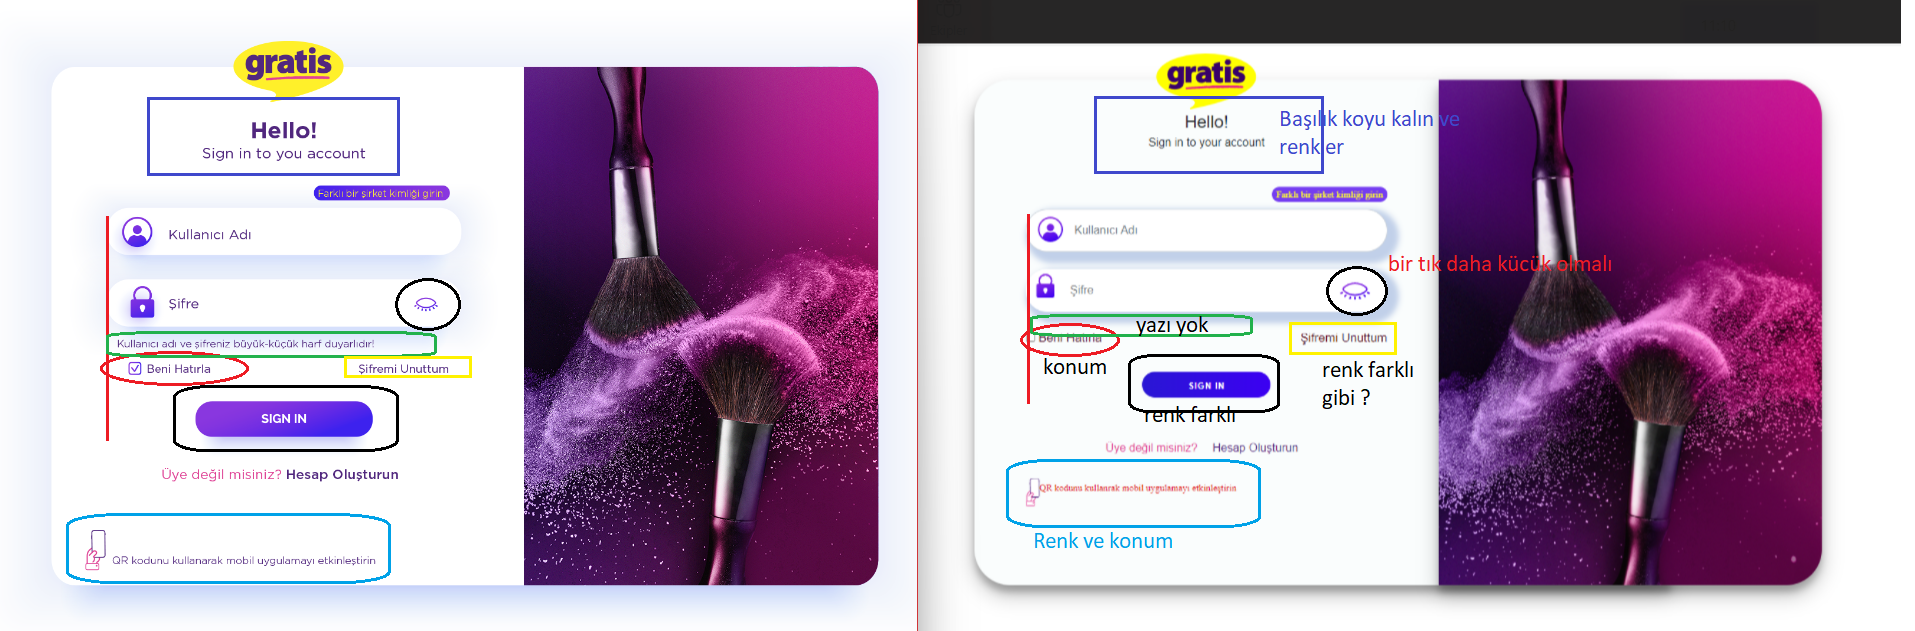 gratis
Hello!
Sign in to you account
Farklı bir şirket kimliği girin
Kullanıcı Adı
Şifre
Kullanıcı adı ve şifreniz büyük-küçük harf duyarlıdır!
Beni Hatırla
Şifremi Unuttum
SIGN IN
Üye değil misiniz? Hesap Oluşturun
QR kodunu kullanarak mobil uygulamayı etkinleştirin
gratis
Hello!
Sign in to your account
Başılık koyu kalın ve
renkler
Farklı bir şirket kimliği girin
Kullanıcı Adı
bir tık daha kücük olmalı
Şifre
yazı yok
Beni Hatırla
Şifremi Unuttum
konum
renk farklı
gibi ?
SIGN IN
renk farklı
Üye değil misiniz? Hesap Oluşturun
QR kodunu kullanrak mobil uygulamayı etkinleştirin
Renk ve konum